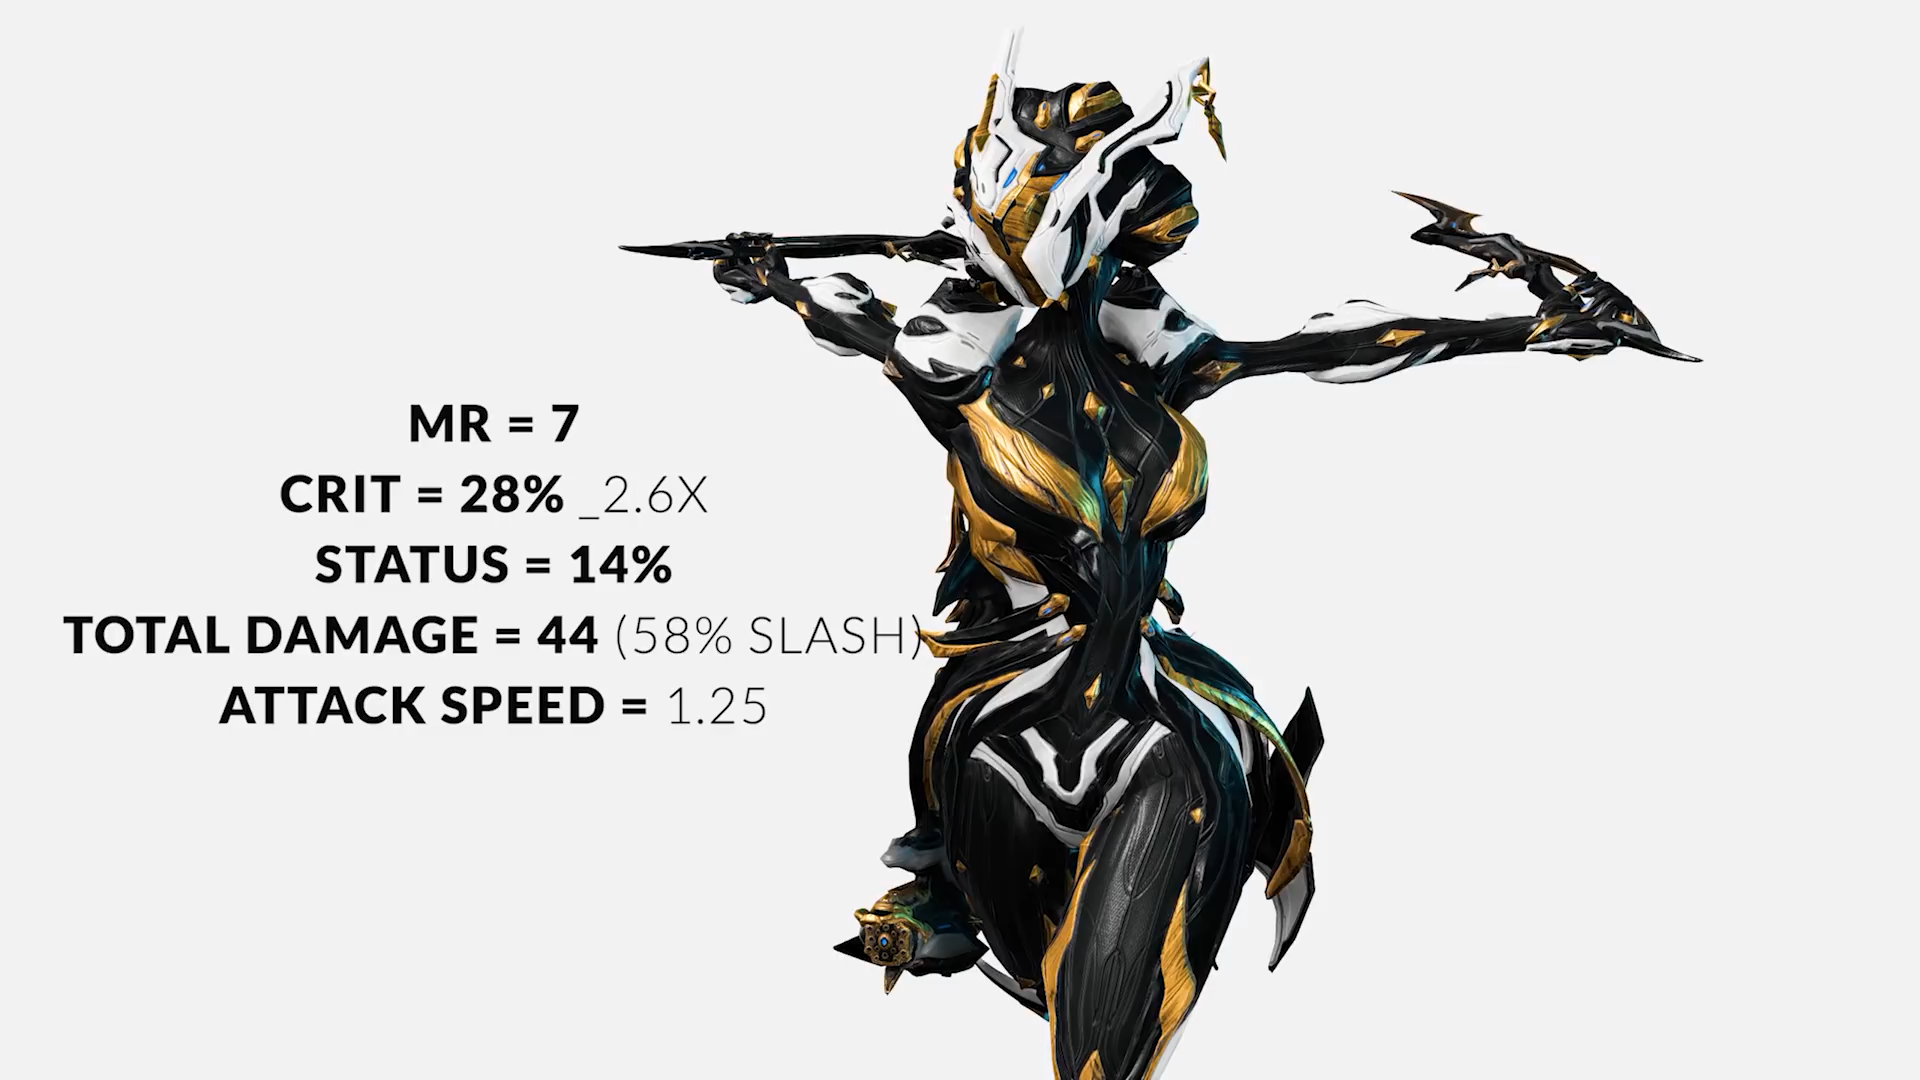 MR = 7
CRIT = 28% _2.6X
STATUS = 14%
TOTAL DAMAGE = 44 (58% SLASH)
ATTACK SPEED = 1.25